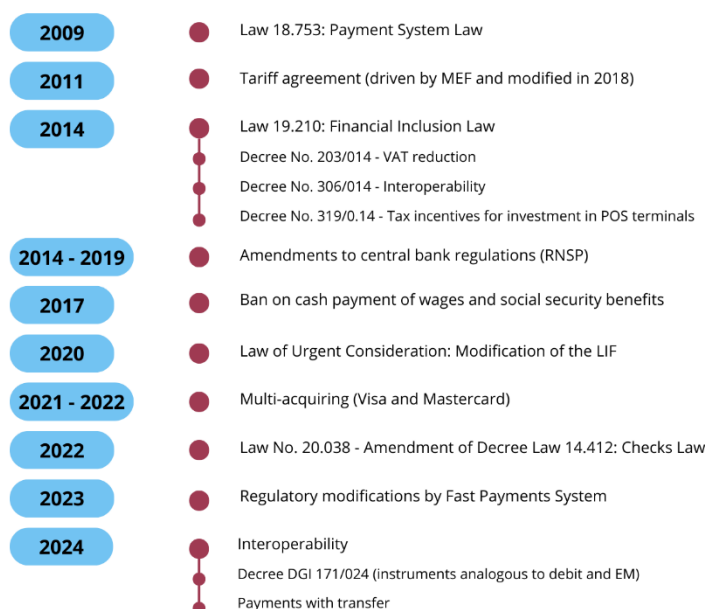 2009
Law 18.753: Payment System Law
2011
Tariff agreement (driven by MEF and modified in 2018)
2014
Law 19.210: Financial Inclusion Law
Decree No. 203/014 - VAT reduction
Decree No. 306/014 - Interoperability
Decree No. 319/0.14 - Tax incentives for investment in POS terminals
2014 - 2019
Amendments to central bank regulations (RNSP)
2017
Ban on cash payment of wages and social security benefits
2020
Law of Urgent Consideration: Modification of the LIF
2021 - 2022
Multi-acquiring (Visa and Mastercard)
2022
Law No. 20.038 - Amendment of Decree Law 14.412: Checks Law
2023
Regulatory modifications by Fast Payments System
2024
Interoperability
Decree DGI 171/024 (instruments analogous to debit and EM)
Payments with transfer